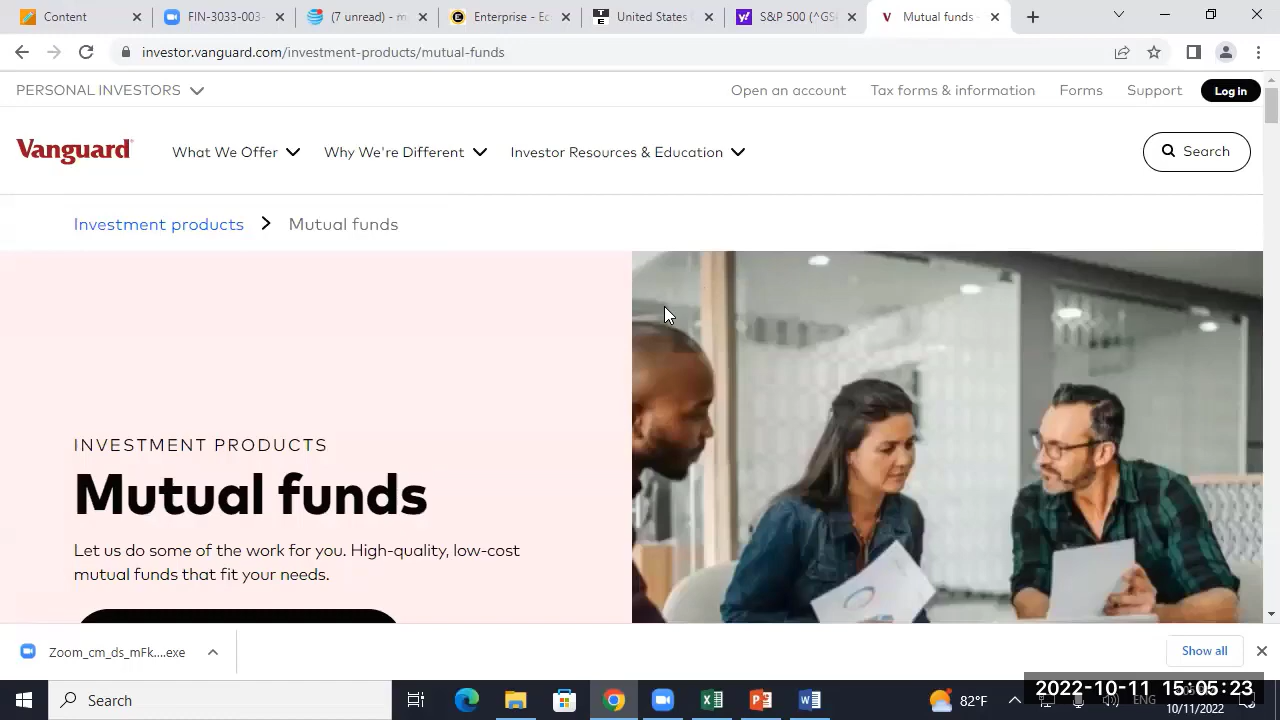 Content
FIN-3033-003-
(7 unread) - m
Enterprise - Ec
United States
S&P 500 (^GSP
Mutual funds
investor.vanguard.com/investment-products/mutual-funds
PERSONAL INVESTORS
Open an account
Tax forms & information
Forms
Support
Log in
Vanguard
What We Offer
Why We're Different
Investor Resources & Education
Search
Investment products
Mutual funds
INVESTMENT PRODUCTS
Mutual funds
Let us do some of the work for you. High-quality, low-cost
mutual funds that fit your needs.
Zoom_cm_ds_mFk....exe
Show all
Search
82°F
ENG
2022-10-11 15:05:23
10/11/2022